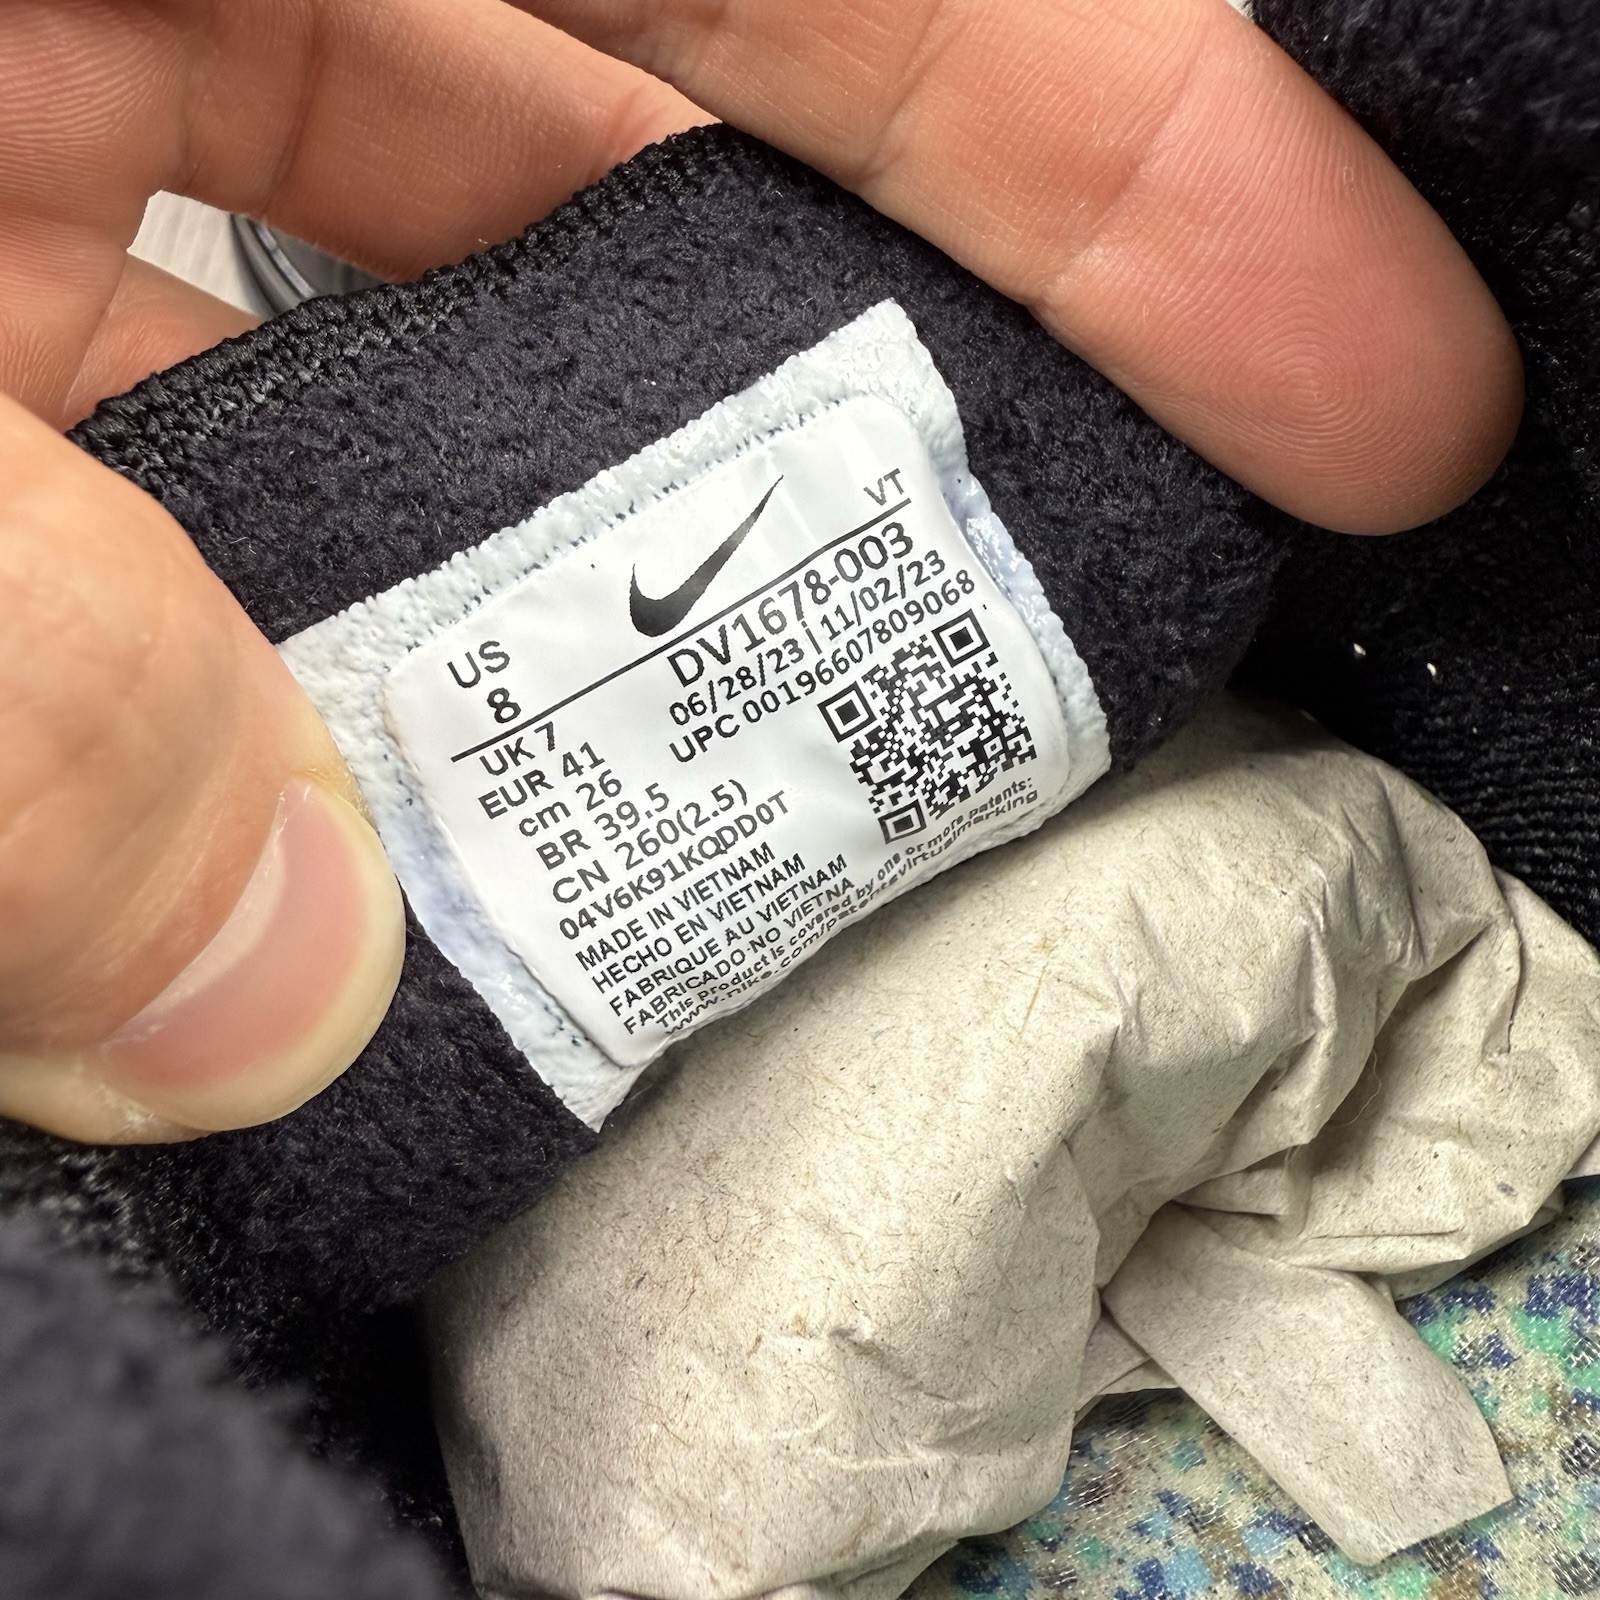 VT
US
8
DV1678-003
06/28/23|11/02/23
UPC 00196607809068
UK 7
EUR 41
cm 26
BR 39,5
CN 260(2.5)
04V6K91KQDD0T
MADE IN VIETNAM
HECHO EN VIETNAM
FABRIQUE AU VIETNAM
FABRICADO NO VIETNA
This product is covered by one or more patents:
www.nike.com/patentsvirtualmarking